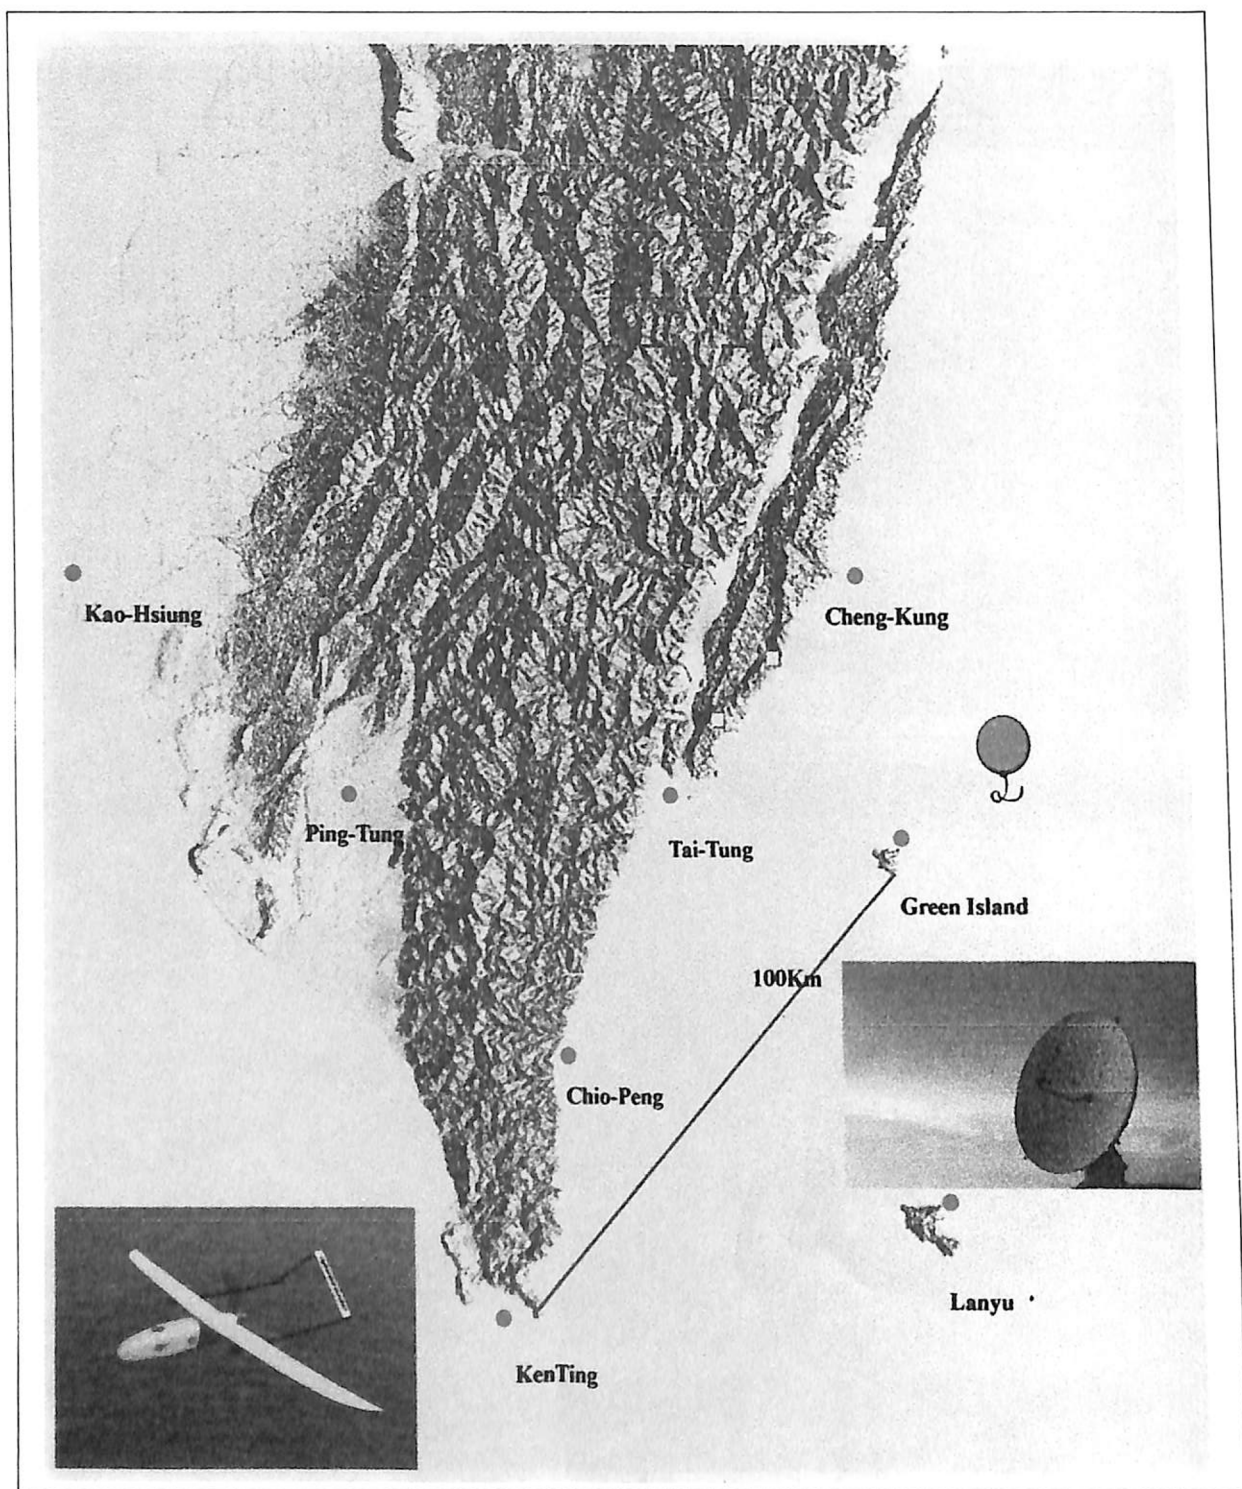 Kao-Hsiung
Cheng-Kung
Ping-Tung
Tai-Tung
Green Island
100Km
Chio-Peng
Lanyu
KenTing